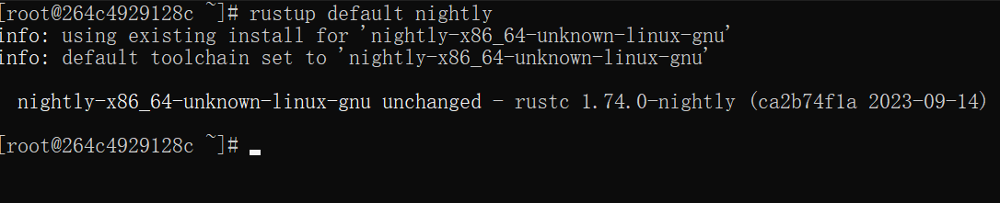 [root@264c4929128c ~]# rustup default nightly
info: using existing install for 'nightly-x86_64-unknown-linux-gnu'
info: default toolchain set to 'nightly-x86_64-unknown-linux-gnu'
nightly-x86_64-unknown-linux-gnu unchanged - rustc 1.74.0-nightly (ca2b74f1a 2023-09-14)
[root@264c4929128c ~]#